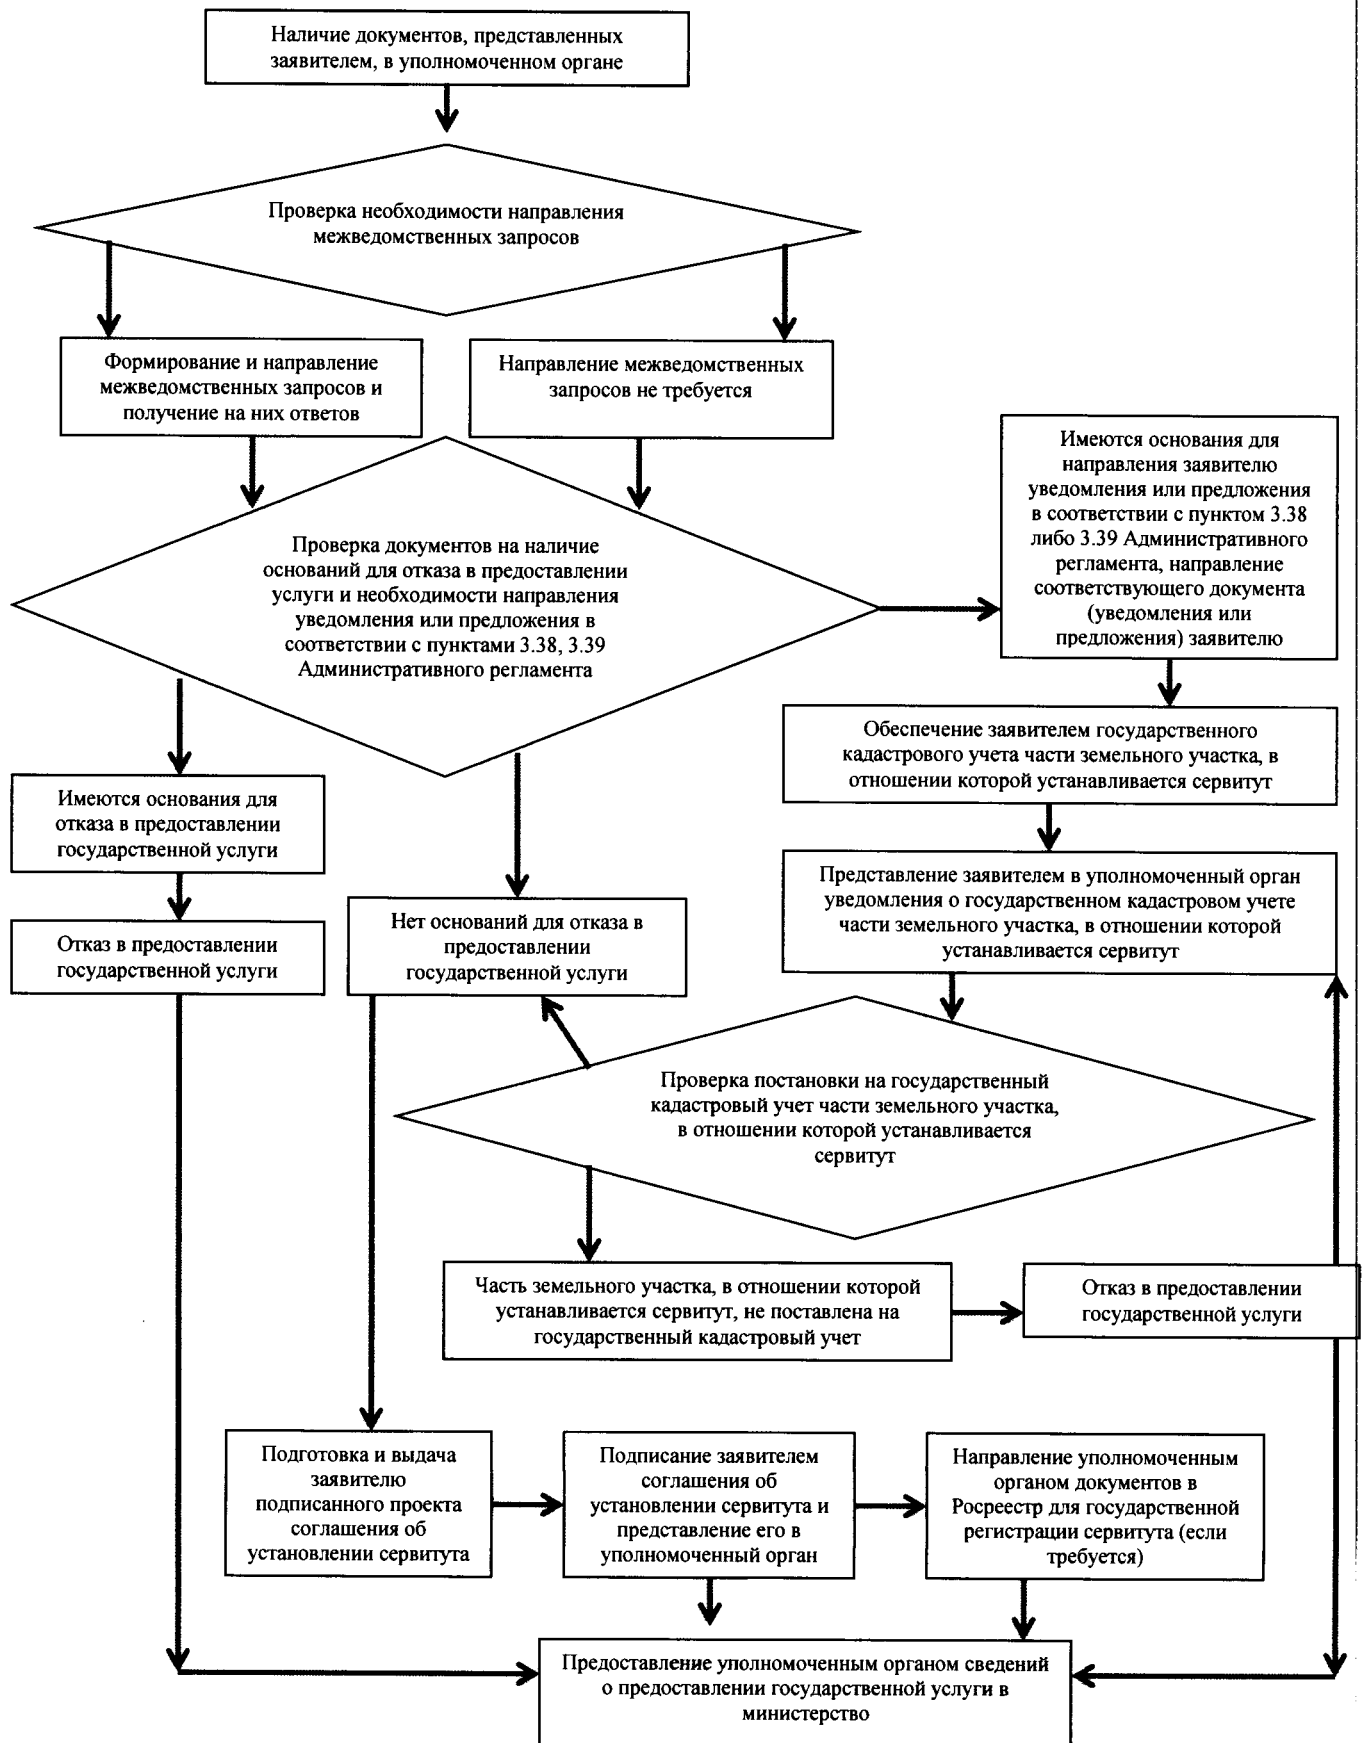 Наличие документов, представленных
заявителем, в уполномоченном органе
Проверка необходимости направления
межведомственных запросов
Формирование и направление
межведомственных запросов и
получение на них ответов
Направление межведомственных
запросов не требуется
Имеются основания для
направления заявителю
уведомления или предложения
в соответствии с пунктом 3.38
либо 3.39 Административного
регламента, направление
соответствующего документа
(уведомления или
предложения) заявителю
Проверка документов на наличие
оснований для отказа в предоставлении
услуги и необходимости направления
уведомления или предложения в
соответствии с пунктами 3.38, 3.39
Административного регламента
Обеспечение заявителем государственного
кадастрового учета части земельного участка, в
отношении которой устанавливается сервитут
Имеются основания для
отказа в предоставлении
государственной услуги
Представление заявителем в уполномоченный орган
уведомления о государственном кадастровом учете
части земельного участка, в отношении которой
устанавливается сервитут
Отказ в предоставлении
государственной услуги
Нет оснований для отказа в
предоставлении
государственной услуги
Проверка постановки на государственный
кадастровый учет части земельного участка,
в отношении которой устанавливается
сервитут
Часть земельного участка, в отношении которой
устанавливается сервитут, не поставлена на
государственный кадастровый учет
Отказ в предоставлении
государственной услуги
Подготовка и выдача
заявителю
подписанного проекта
соглашения об
установлении сервитута
Подписание заявителем
соглашения об
установлении сервитута и
представление его в
уполномоченный орган
Направление уполномоченным
органом документов в
Росреестр для государственной
регистрации сервитута (если
требуется)
Предоставление уполномоченным органом сведений
о предоставлении государственной услуги в
министерство